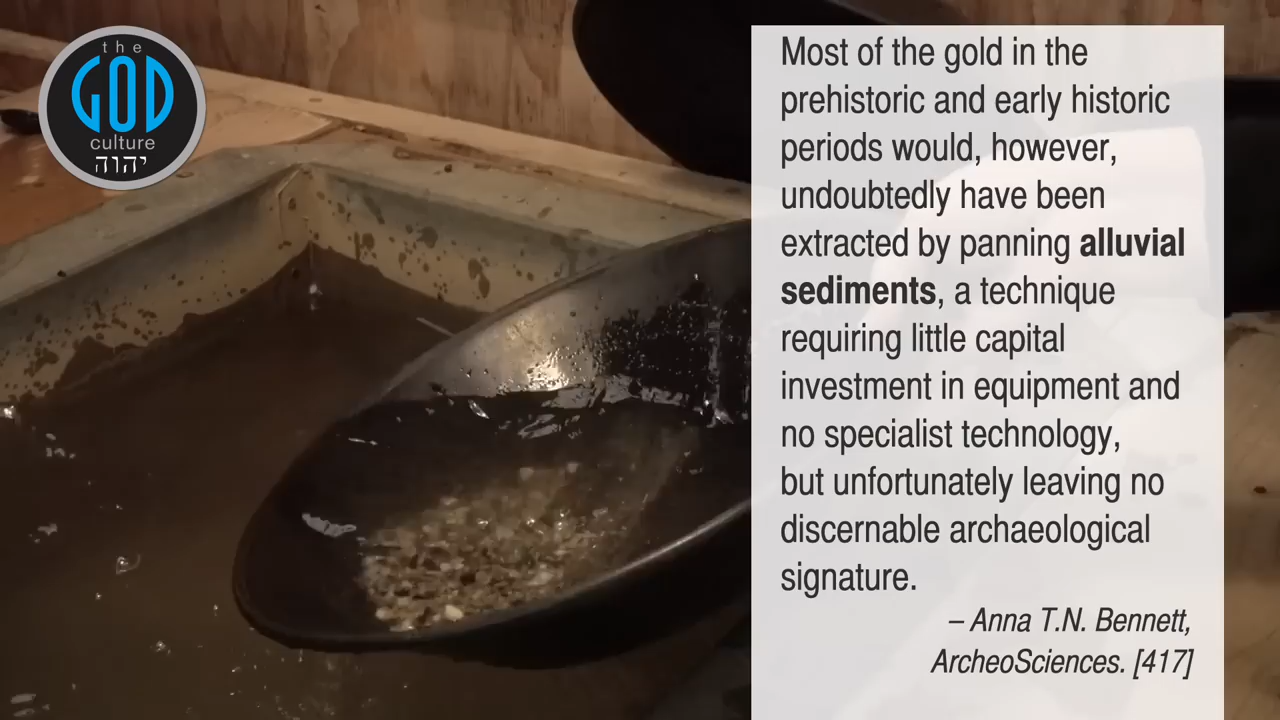 the
GOD
culture
יהוה
Most of the gold in the
prehistoric and early historic
periods would, however,
undoubtedly have been
extracted by panning alluvial
sediments, a technique
requiring little capital
investment in equipment and
no specialist technology,
but unfortunately leaving no
discernable archaeological
signature.
– Anna T.N. Bennett,
ArcheoSciences. [417]